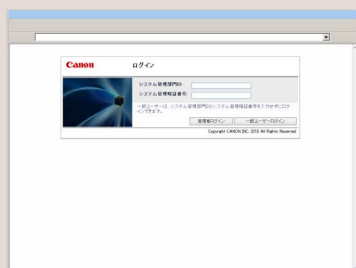 Canon
ログイン
システム管理部門ID:
システム管理暗証番号:
一般ユーザーは、システム管理部門IDとシステム管理暗証番号を入力せずにログ
インできます。
管理者ログイン
一般ユーザーログイン
Copyright CANON INC. 2010 All Rights Reserved